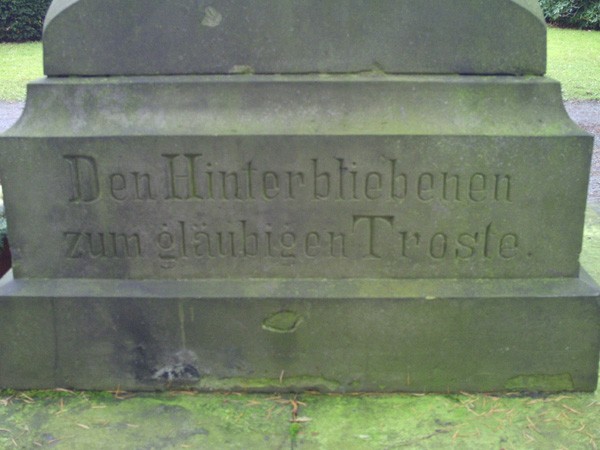 Den Hinterbliebenen
zum gläubigen Troste.